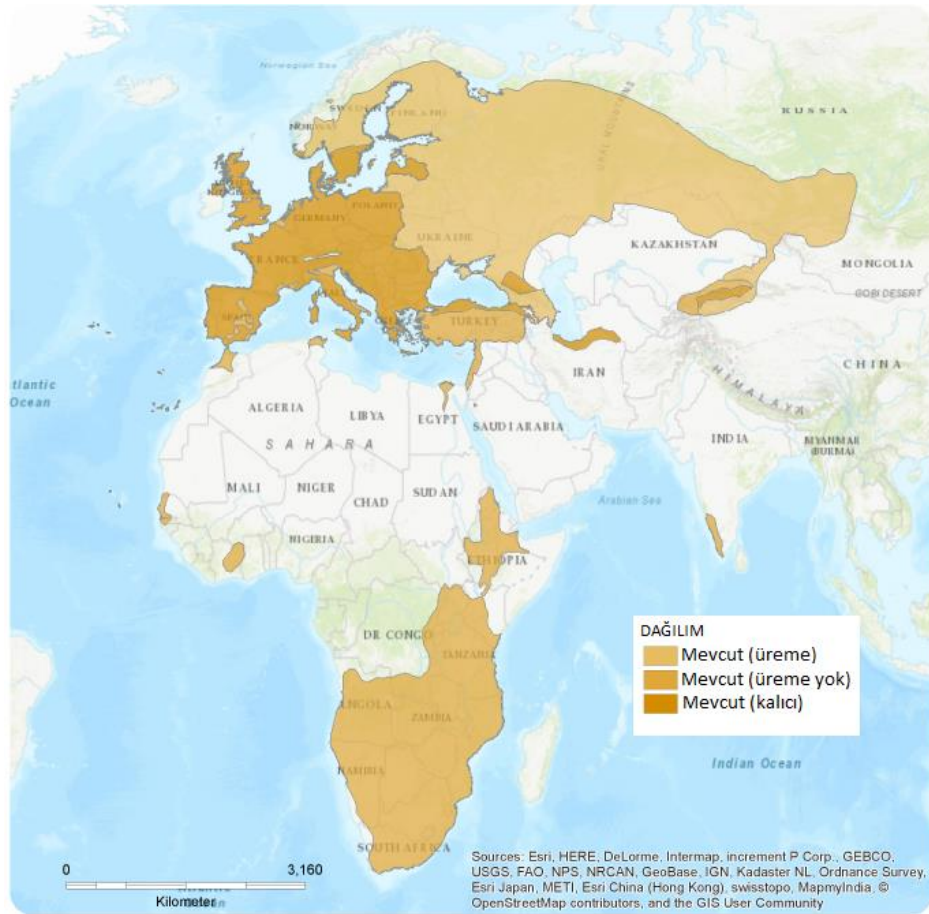 Norwegian Sea
RUSSIA
SWEDEN
FINLAND
NORWAY
POLAND
GERMANY
UKRAINE
KAZAKHSTAN
FRANCE
MONGOLIA
GOBI DESERT
SPAIN
TURKEY
CHINA
Atlantic
Ocean
IRAN
HIMALAYA
ALGERIA
LIBYA
EGYPT
SAUDI ARABIA
SAHARA
INDIA
MYANMAR
(BURMA)
MALI
NIGER
CHAD
SUDAN
Arabian Sea
NIGERIA
ETHIOPIA
DR CONGO
TANZANIA
DAĞILIM
Mevcut (üreme)
Mevcut (üreme yok)
Mevcut (kalıcı)
ANGOLA
ZAMBIA
NAMIBIA
Indian Ocean
SOUTH AFRICA
0 3,160
Kilometer
Sources: Esri, HERE, DeLorme, Intermap, increment P Corp., GEBCO,
USGS, FAO, NPS, NRCAN, GeoBase, IGN, Kadaster NL, Ordnance Survey,
Esri Japan, METI, Esri China (Hong Kong), swisstopo, MapmyIndia, ©
OpenStreetMap contributors, and the GIS User Community